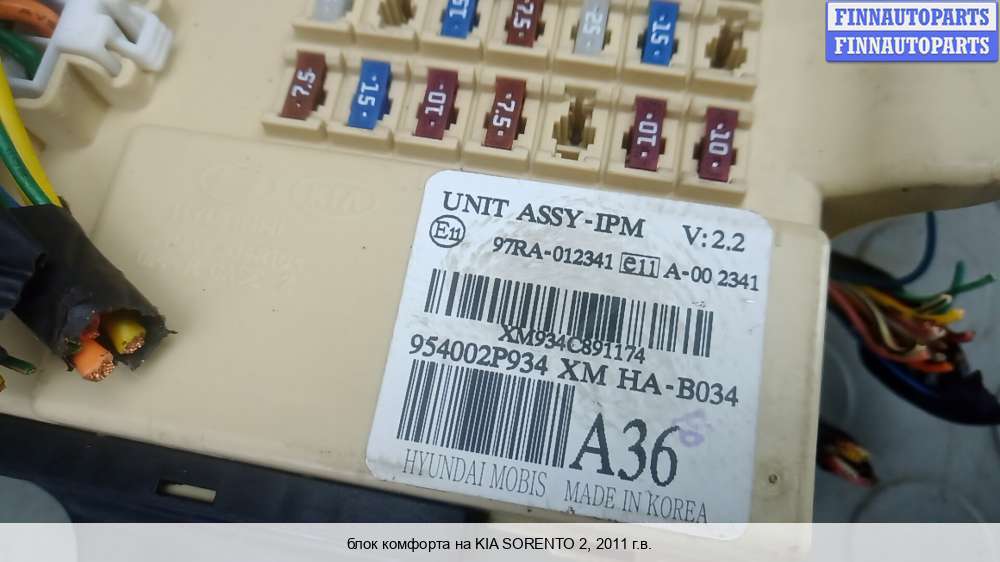 FINNAUTOPARTS
FINNAUTOPARTS
15
7.5
25
15
7.5
15
10
7.5
10
10
UNIT ASSY-IPM V: 2.2
E11 97RA-012341 e11 A-00 2341
XM934C891174
954002P934 XM HA-B034
A36
HYUNDAI MOBIS MADE IN KOREA
блок комфорта на KIA SORENTO 2, 2011 г.в.